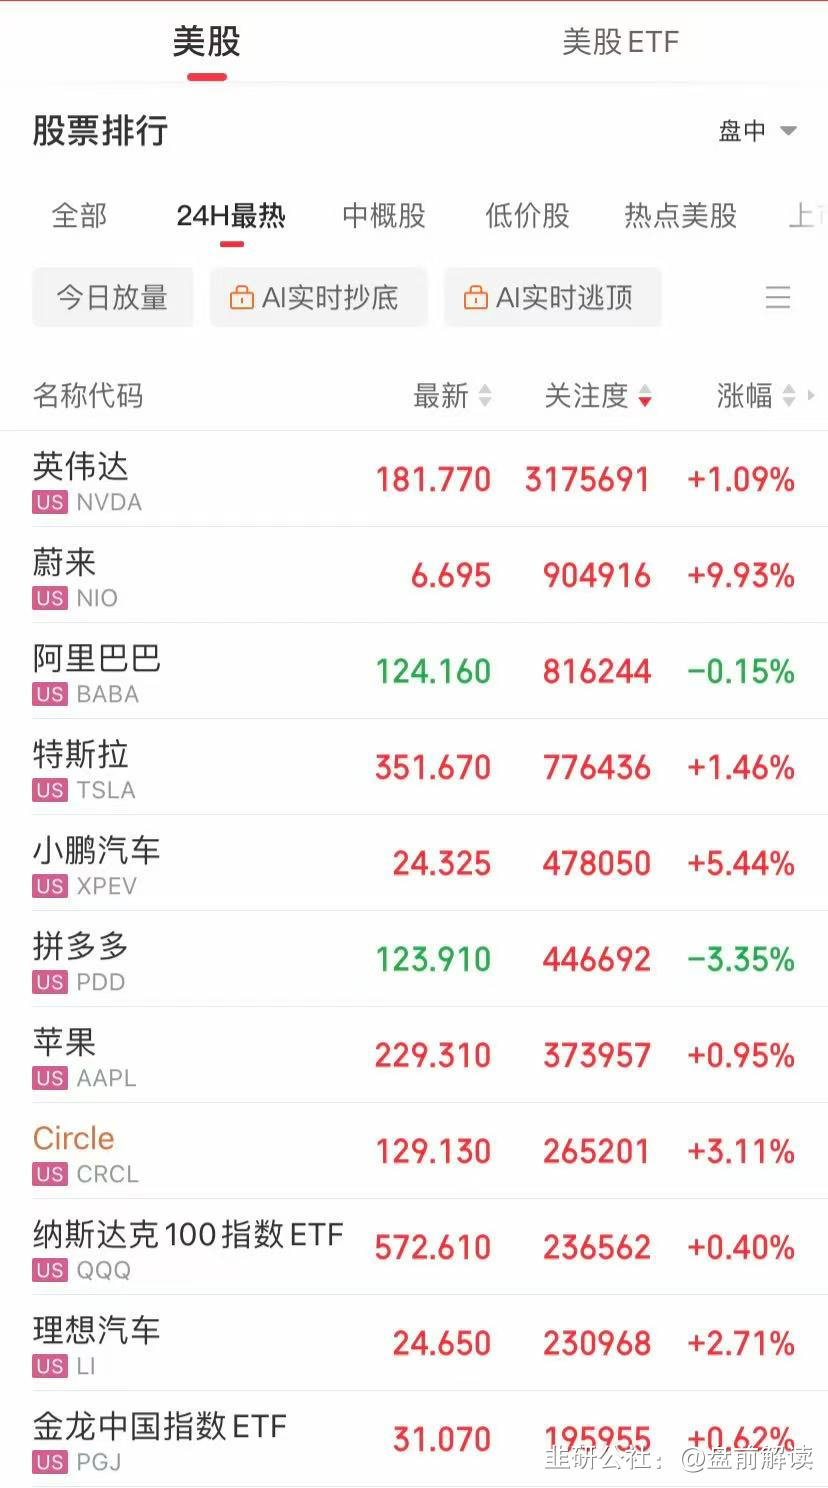 美股 美股ETF
股票排行 盘中
全部 24H最热 中概股 低价股 热点美股 上市
今日放量 AI实时抄底 AI实时逃顶
名称代码 最新 关注度 涨幅
英伟达 181.770 3175691 +1.09%
US NVDA
蔚来 6.695 904916 +9.93%
US NIO
阿里巴巴 124.160 816244 -0.15%
US BABA
特斯拉 351.670 776436 +1.46%
US TSLA
小鹏汽车 24.325 478050 +5.44%
US XPEV
拼多多 123.910 446692 -3.35%
US PDD
苹果 229.310 373957 +0.95%
US AAPL
Circle 129.130 265201 +3.11%
US CRCL
纳斯达克100指数ETF 572.610 236562 +0.40%
US QQQ
理想汽车 24.650 230968 +2.71%
US LI
金龙中国指数ETF 31.070 195955 +0.62%
US PGJ
韭研公社：@盘前解读